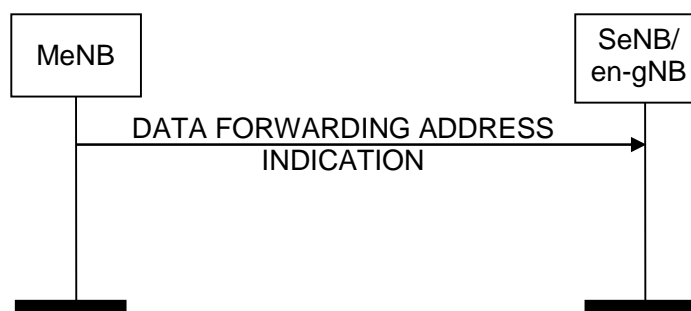 MeNB
SeNB/
en-gNB
DATA FORWARDING ADDRESS
INDICATION